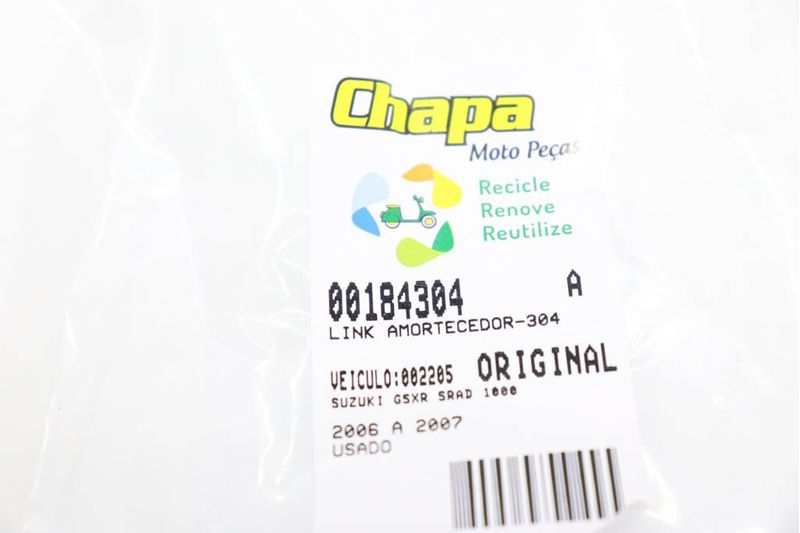 Chapa
Moto Peças
Recicle
Renove
Reutilize
00184304 A
LINK AMORTECEDOR-304
VEICULO:002205 ORIGINAL
SUZUKI GSXR SRAD 1000
2006 A 2007
USADO